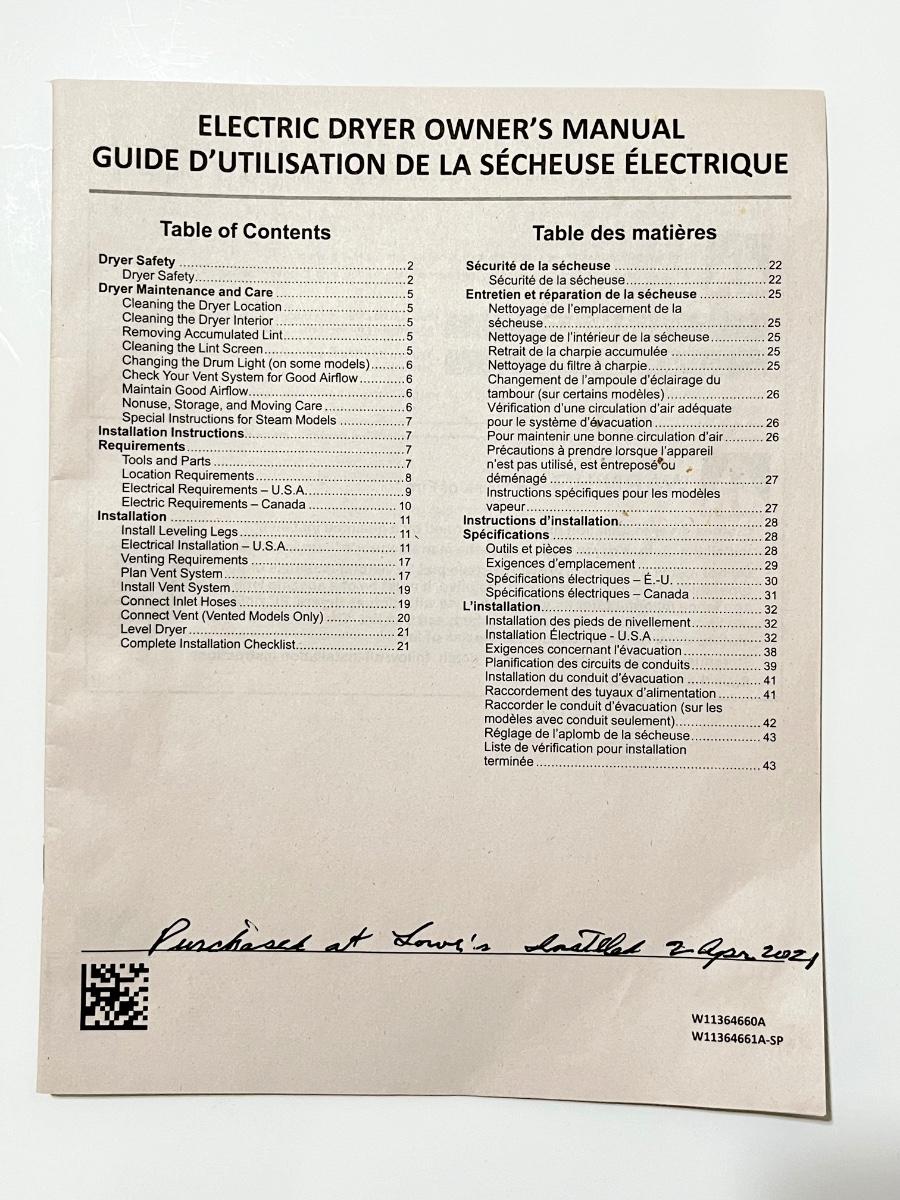 ELECTRIC DRYER OWNER'S MANUAL
GUIDE D'UTILISATION DE LA SÉCHEUSE ÉLECTRIQUE
Table of Contents
Dryer Safety ................ 2
Dryer Safety ................ 2
Dryer Maintenance and Care ................ 5
Cleaning the Dryer Location ................ 5
Cleaning the Dryer Interior ................ 5
Removing Accumulated Lint ................ 5
Cleaning the Lint Screen ................ 5
Changing the Drum Light (on some models) ................ 6
Check Your Vent System for Good Airflow ................ 6
Maintain Good Airflow ................ 6
Nonuse, Storage, and Moving Care ................ 6
Special Instructions for Steam Models ................ 7
Installation Instructions ................ 7
Requirements ................ 7
Tools and Parts ................ 7
Location Requirements ................ 8
Electrical Requirements – U.S.A. ................ 9
Electric Requirements – Canada ................ 10
Installation ................ 11
Install Leveling Legs ................ 11
Electrical Installation – U.S.A. ................ 11
Venting Requirements ................ 17
Plan Vent System ................ 17
Install Vent System ................ 19
Connect Inlet Hoses ................ 19
Connect Vent (Vented Models Only) ................ 20
Level Dryer ................ 21
Complete Installation Checklist ................ 21
Table des matières
Sécurité de la sécheuse ................ 22
Sécurité de la sécheuse ................ 22
Entretien et réparation de la sécheuse ................ 25
Nettoyage de l'emplacement de la
sécheuse ................ 25
Nettoyage de l'intérieur de la sécheuse ................ 25
Retrait de la charpie accumulée ................ 25
Nettoyage du filtre à charpie ................ 25
Changement de l'ampoule d'éclairage du
tambour (sur certains modèles) ................ 26
Vérification d'une circulation d'air adéquate
pour le système d'évacuation ................ 26
Pour maintenir une bonne circulation d'air ................ 26
Précautions à prendre lorsque l'appareil
n'est pas utilisé, est entreposé ou
déménagé ................ 27
Instructions spécifiques pour les modèles
vapeur ................ 27
Instructions d'installation ................ 28
Spécifications ................ 28
Outils et pièces ................ 28
Exigences d'emplacement ................ 29
Spécifications électriques – É.-U. ................ 30
Spécifications électriques – Canada ................ 31
L'installation ................ 32
Installation des pieds de nivellement ................ 32
Installation Électrique - U.S.A ................ 32
Exigences concernant l'évacuation ................ 38
Planification des circuits de conduits ................ 39
Installation du conduit d'évacuation ................ 41
Raccordement des tuyaux d'alimentation ................ 41
Raccorder le conduit d'évacuation (sur les
modèles avec conduit seulement) ................ 42
Réglage de l'aplomb de la sécheuse ................ 43
Liste de vérification pour installation
terminée ................ 43
Purchased at Lowe's Installed 2 Apr. 2021
W11364660A
W11364661A-SP